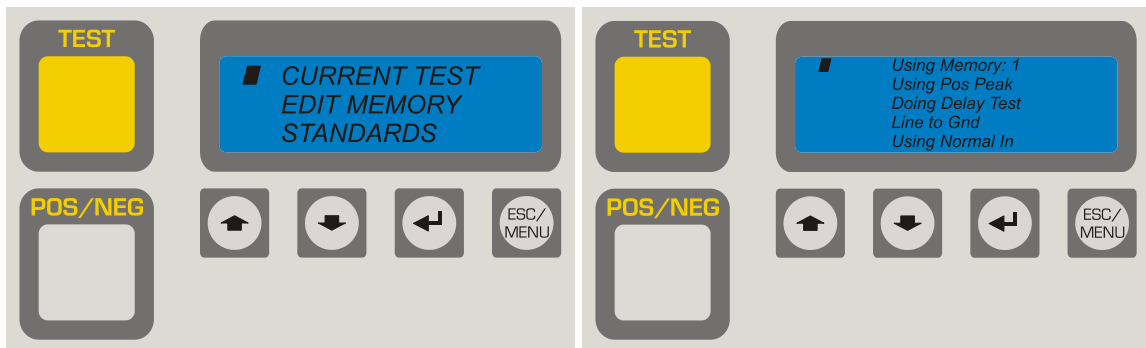 TEST
CURRENT TEST
EDIT MEMORY
STANDARDS
POS/NEG
ESC/
MENU
TEST
Using Memory: 1
Using Pos Peak
Doing Delay Test
Line to Gnd
Using Normal In
POS/NEG
ESC/
MENU